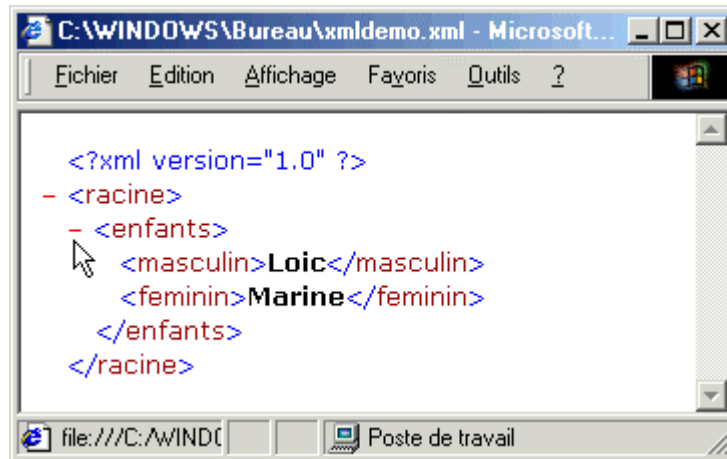 C:\WINDOWS\Bureau\xmldemo.xml - Microsoft...
Fichier Edition Affichage Favoris Outils ?
<?xml version="1.0" ?>
- <racine>
- <enfants>
<masculin>Loic</masculin>
<feminin>Marine</feminin>
</enfants>
</racine>
file:///C:/WIND Poste de travail